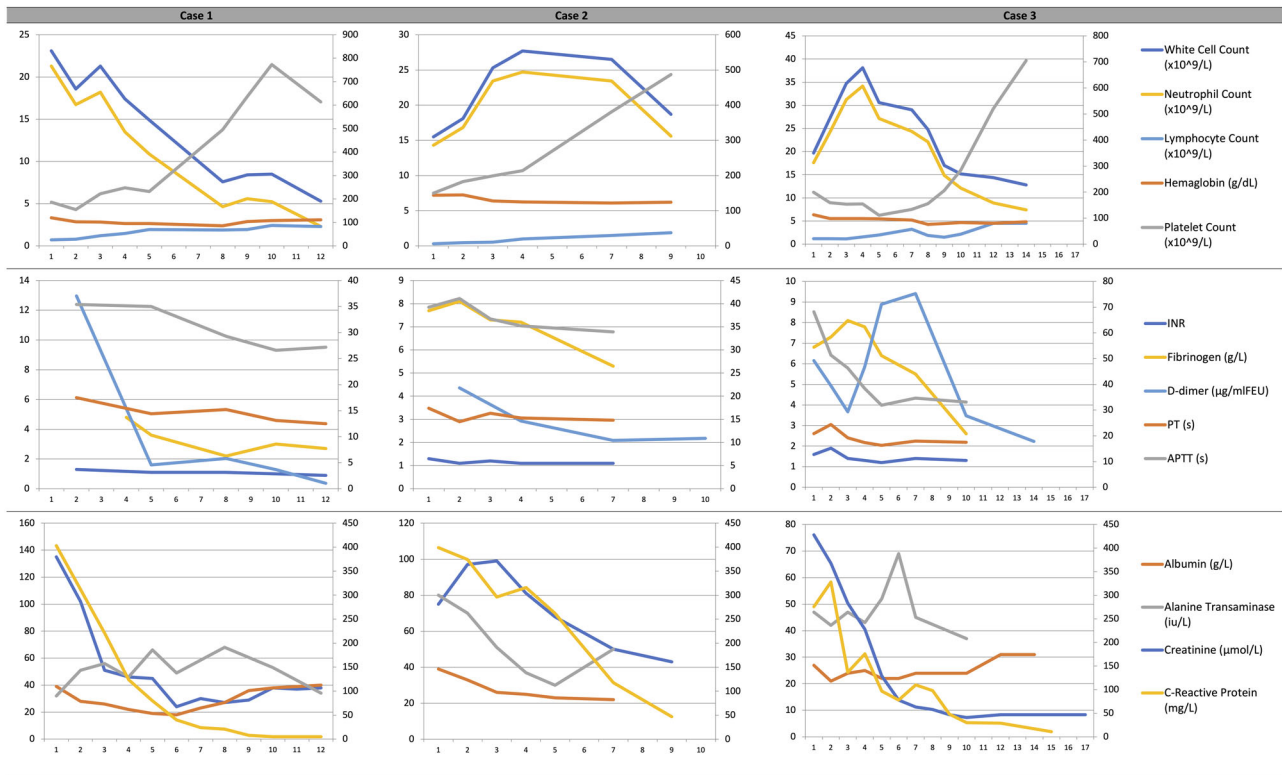 Case 1 Case 2 Case 3
25 900 30 600 45 800
800 40 700
20 700 25 500 35 600
600 20 400 30 500
15 500 25
400 15 300 20 400
10 300 10 200 15 300
5 200 5 100 10 200
100 5 100
0 0 0 0 0 0
1 2 3 4 5 6 7 8 9 10 11 12
1 2 3 4 5 6 7 8 9 10
1 2 3 4 5 6 7 8 9 10 11 12 13 14 15 16 17
White Cell Count
(x10^9/L)
Neutrophil Count
(x10^9/L)
Lymphocyte Count
(x10^9/L)
Hemaglobin (g/dL)
Platelet Count
(x10^9/L)
14 40 9 45 10 80
12 35 8 40 9 70
10 30 7 35 8 60
8 25 6 30 7 50
6 20 5 25 6 40
4 15 4 20 5 30
2 10 3 15 4 20
0 5 2 10 3 10
0 1 5 2 0
0 0 1
0
1 2 3 4 5 6 7 8 9 10 11 12
1 2 3 4 5 6 7 8 9 10
1 2 3 4 5 6 7 8 9 10 11 12 13 14 15 16 17
INR
Fibrinogen (g/L)
D-dimer (µg/mlFEU)
PT (s)
APTT (s)
160 450 120 450 80 450
140 400 100 400 70 400
120 350 80 350 60 350
100 300 60 300 50 300
80 250 40 250 40 250
60 200 20 200 30 200
40 150 0 150 20 150
20 100 100 10 100
0 50 50 0 50
0 0 0
1 2 3 4 5 6 7 8 9 10 11 12
1 2 3 4 5 6 7 8 9 10
1 2 3 4 5 6 7 8 9 10 11 12 13 14 15 16 17
Albumin (g/L)
Alanine Transaminase
(iu/L)
Creatinine (µmol/L)
C-Reactive Protein
(mg/L)